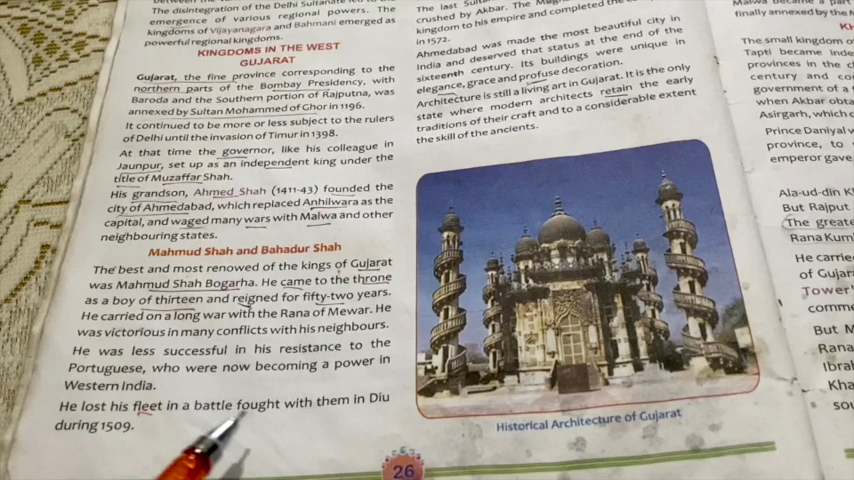 The disintegration of the Delhi Sultanate led to the
emergence of various regional powers. The
kingdoms of Vijayanagara and Bahmani emerged as
powerful regional kingdoms.
KINGDOMS IN THE WEST
GUJARAT
Gujarat, the fine province corresponding to the
northern parts of the Bombay Presidency, with
Baroda and the Southern portion of Rajputna, was
annexed by Sultan Mohammed of Ghor in 1196.
It continued to be more or less subject to the rulers
of Delhi until the invasion of Timur in 1398.
At that time the governor, like his colleague in
Jaunpur, set up as an independent king under the
title of Muzaffar Shah.
His grandson, Ahmed Shah (1411-43) founded the
city of Ahmedabad, which replaced Anhilwara as the
capital, and waged many wars with Malwa and other
neighbouring states.
Mahmud Shah and Bahadur Shah
The best and most renowed of the kings of Gujarat
was Mahmud Shah Bogarha. He came to the throne
as a boy of thirteen and reigned for fifty-two years.
He carried on a long war with the Rana of Mewar. He
was victorious in many conflicts with his neighbours.
He was less successful in his resistance to the
Portuguese, who were now becoming a power in
Western India.
He lost his fleet in a battle fought with them in Diu
during 1509.
The last
crushed by Akbar. The
kingdom to his empire and completed the
in 1572.
Ahmedabad was made the most beautiful city in
India and deserved that status at the end of the
sixteenth century. Its buildings were unique in
elegance, grace and profuse decoration.
Architecture is still a living art in Gujarat. It is the only
state where modern architects retain the early
traditions of their craft and to a considerable extent
the skill of the ancients.
Historical Architecture of Gujarat
26
Malwa became a part
finally annexed by the
The small kingdom
Tapti became
provinces in the
century and
government of a
when Akbar
Asirgarh, which
Prince Daniyal
province, to
emperor gave
Ala-ud-din
But Rajput
The greate
Rana
He carried
of Gujara
Tower'
comme
But M
Rana
Ibrah
Kha
sou